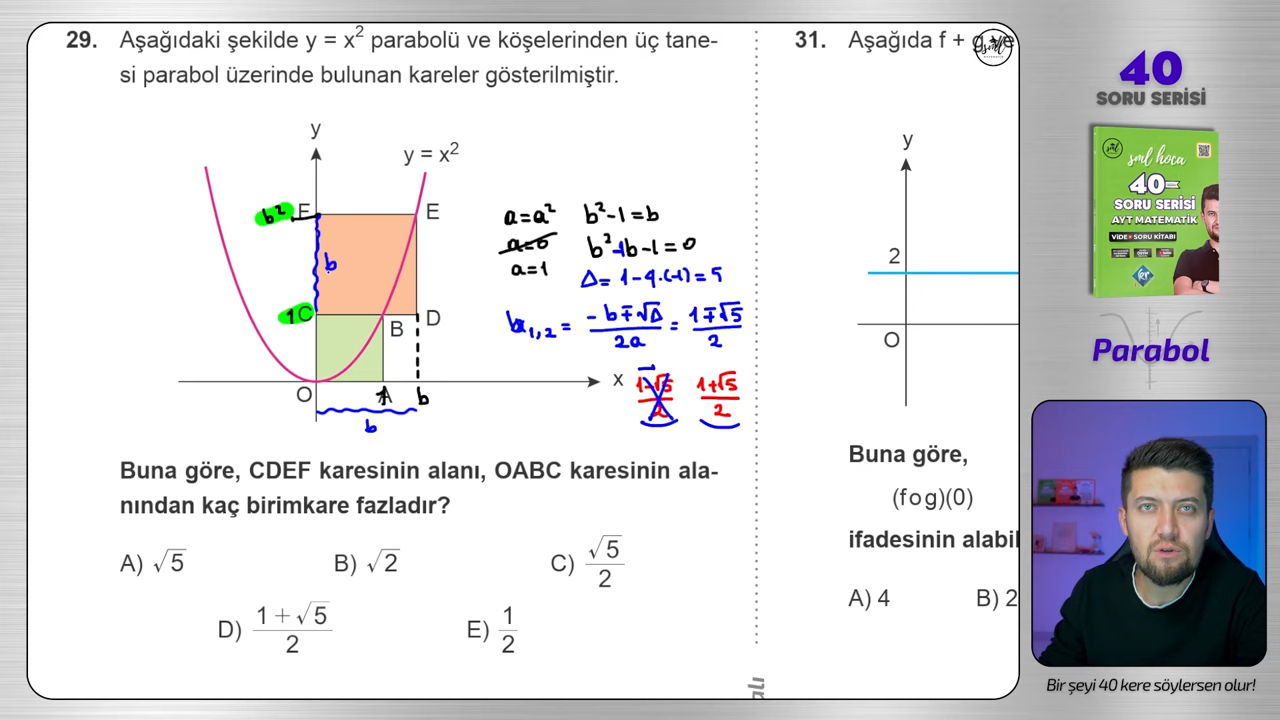 29. Aşağıdaki şekilde y = x² parabolü ve köşelerinden üç tane-
si parabol üzerinde bulunan kareler gösterilmiştir.
y
y = x²
b² F
E
b
1 C
B
D
O
A
b
x
b
a=a²
a=0
a=1
b²-1=b
b²-1b-1=0
Δ= 1-4.(-1)=5
b1,2 = -b∓√Δ / 2a = 1∓√5 / 2
1-√5 / 2
1+√5 / 2
Buna göre, CDEF karesinin alanı, OABC karesinin ala-
nından kaç birimkare fazladır?
A) √5
B) √2
C) √5 / 2
D) 1 + √5 / 2
E) 1 / 2
31. Aşağıda f +
y
2
O
Buna göre,
(fog)(0)
ifadesinin alabil
A) 4
B) 2
40
SORU SERİSİ
sml hoca
40
SORU SERİSİ
AYT MATEMATİK
VİDEO SORU KİTABI
KRT
Parabol
Bir şeyi 40 kere söylersen olur!